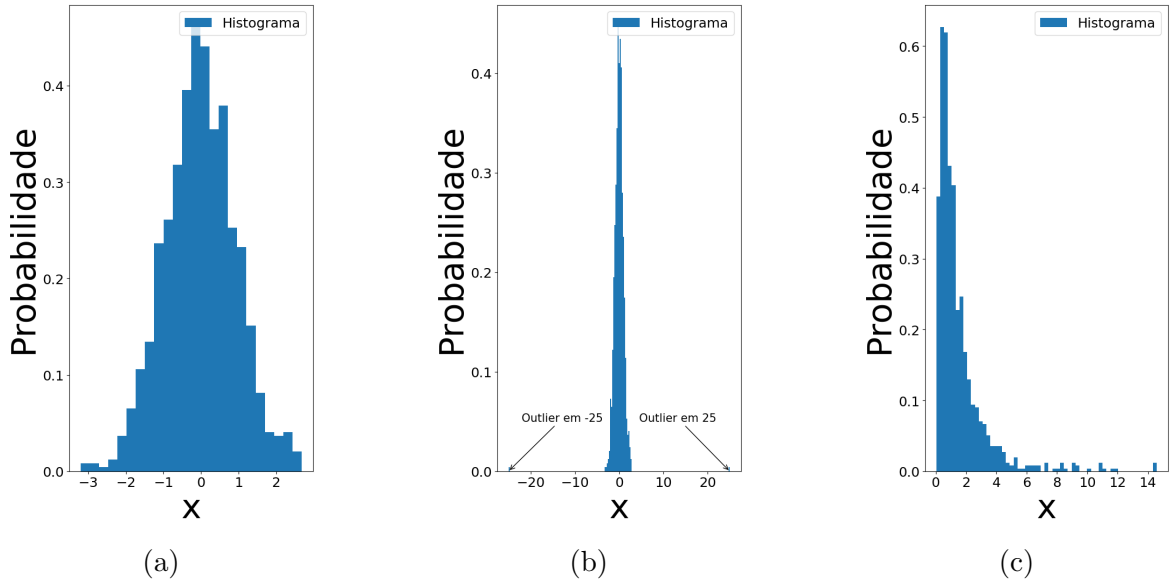 Histograma
Probabilidade
0.4
0.3
0.2
0.1
0.0
−3 −2 −1 0 1 2
x
(a)
Histograma
Probabilidade
0.4
0.3
0.2
0.1
0.0
Outlier em -25
Outlier em 25
−20 −10 0 10 20
x
(b)
Histograma
Probabilidade
0.6
0.5
0.4
0.3
0.2
0.1
0.0
0 2 4 6 8 10 12 14
x
(c)